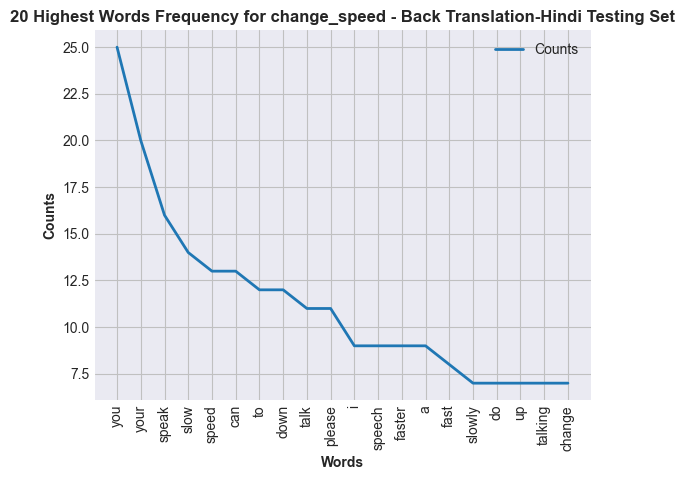 20 Highest Words Frequency for change_speed - Back Translation-Hindi Testing Set
Counts
25.0
22.5
20.0
17.5
15.0
12.5
10.0
7.5
Counts
you
your
speak
slow
speed
can
to
down
talk
please
i
speech
faster
a
fast
slowly
do
up
talking
change
Words